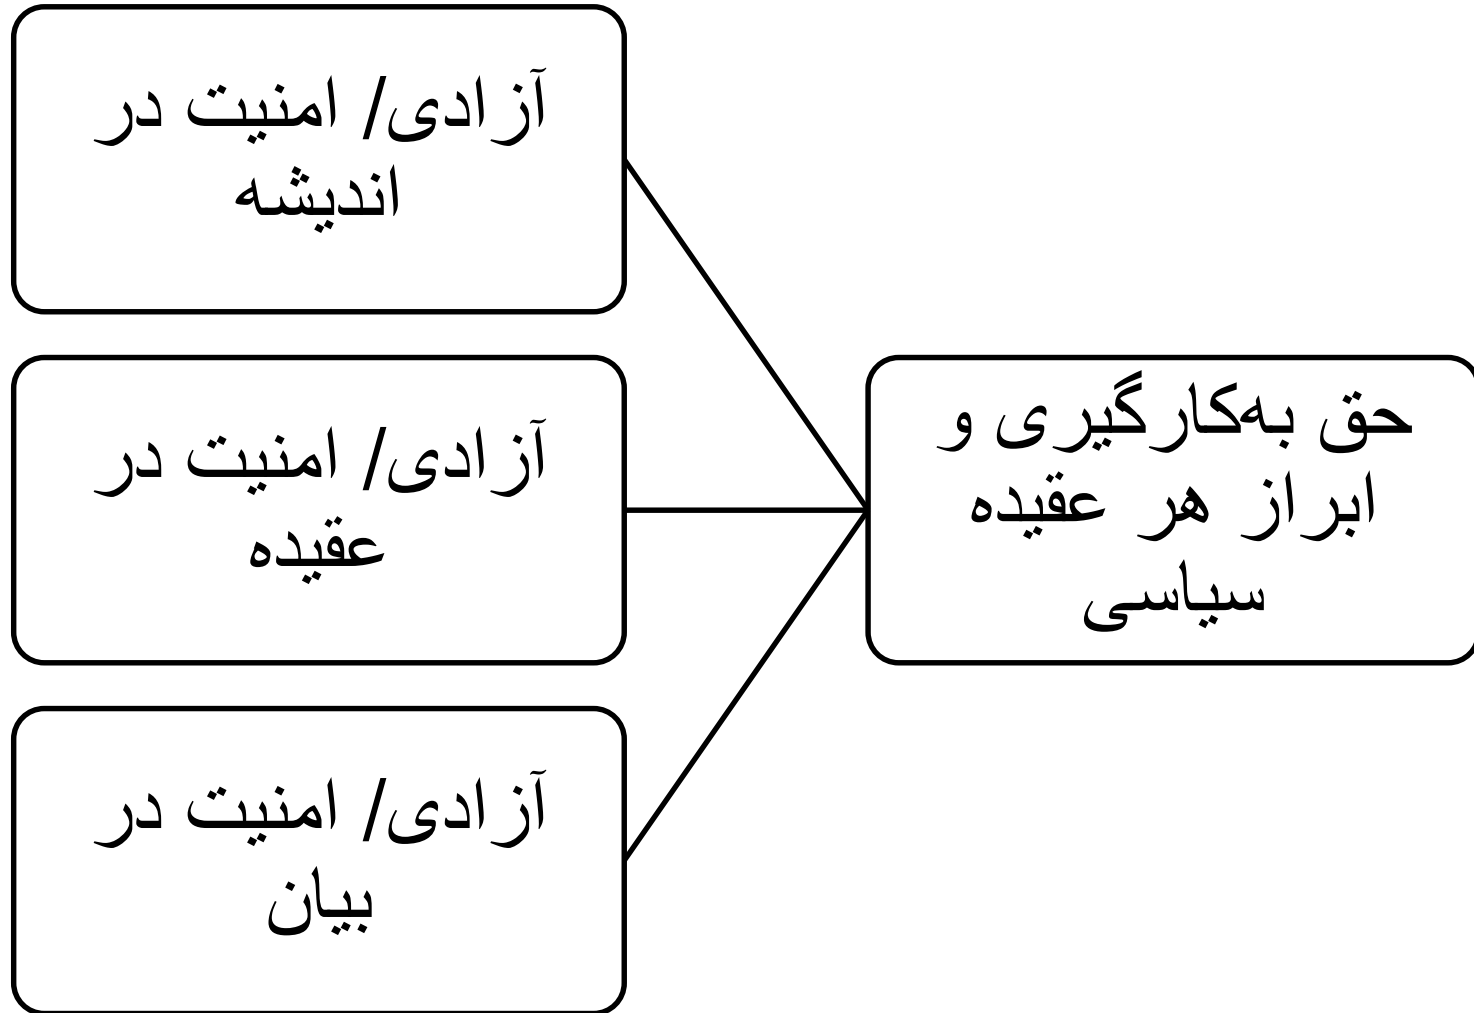 حق به‌کارگیری و
ابراز هر عقیده
سیاسی
آزادی/ امنیت در
اندیشه
آزادی/ امنیت در
عقیده
آزادی/ امنیت در
بیان